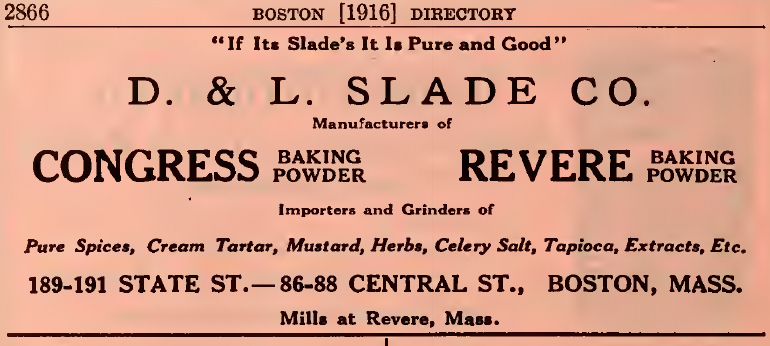 2866 BOSTON [1916] DIRECTORY
"If Its Slade's It Is Pure and Good"
D. & L. SLADE CO.
Manufacturers of
CONGRESS BAKING POWDER REVERE BAKING POWDER
Importers and Grinders of
Pure Spices, Cream Tartar, Mustard, Herbs, Celery Salt, Tapioca, Extracts, Etc.
189-191 STATE ST.—86-88 CENTRAL ST., BOSTON, MASS.
Mills at Revere, Mass.